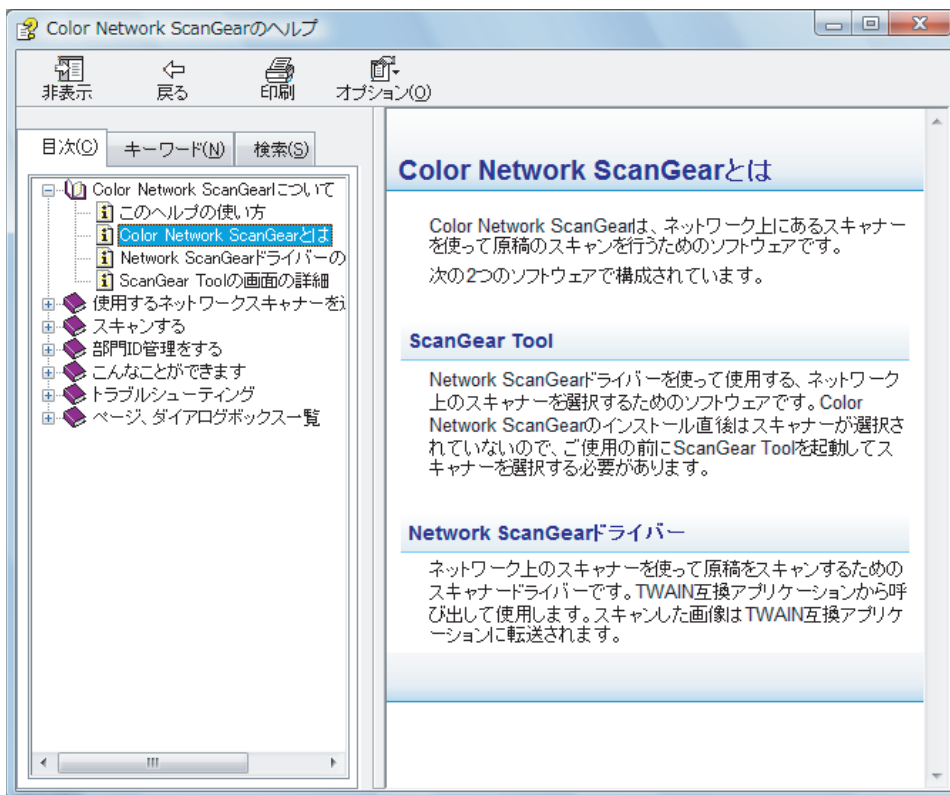 Color Network ScanGearのヘルプ
非表示
戻る
印刷
オプション(O)
目次(C)
キーワード(N)
検索(S)
Color Network ScanGearについて
このヘルプの使い方
Color Network ScanGearとは
Network ScanGearドライバーの
ScanGear Toolの画面の詳細
使用するネットワークスキャナーを
スキャンする
部門ID管理をする
こんなことができます
トラブルシューティング
ページ、ダイアログボックス一覧
Color Network ScanGearとは
Color Network ScanGearは、ネットワーク上にあるスキャナー
を使って原稿のスキャンを行うためのソフトウェアです。
次の2つのソフトウェアで構成されています。
ScanGear Tool
Network ScanGearドライバーを使って使用する、ネットワーク
上のスキャナーを選択するためのソフトウェアです。Color
Network ScanGearのインストール直後はスキャナーが選択さ
れていないので、ご使用の前にScanGear Toolを起動してス
キャナーを選択する必要があります。
Network ScanGearドライバー
ネットワーク上のスキャナーを使って原稿をスキャンするための
スキャナードライバーです。TWAIN互換アプリケーションから呼
び出して使用します。スキャンした画像はTWAIN互換アプリケ
ーションに転送されます。